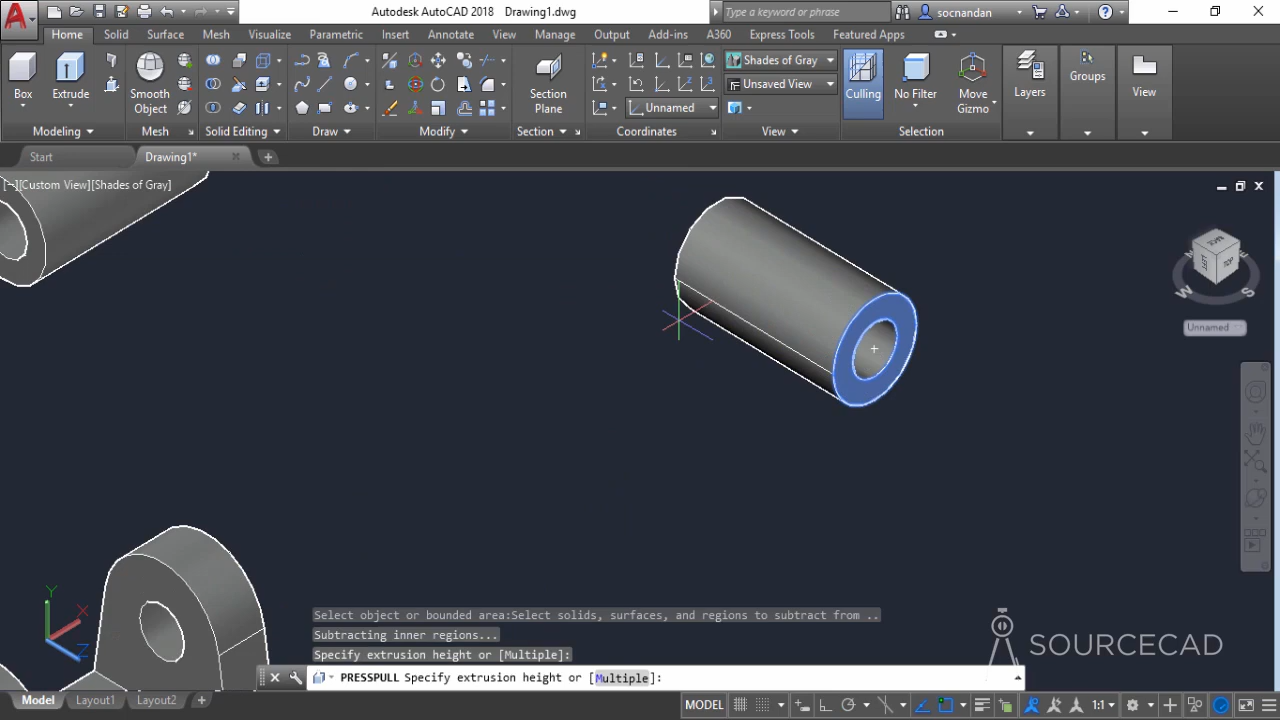 Autodesk AutoCAD 2018 Drawing1.dwg
Type a keyword or phrase
socnandan
Home Solid Surface Mesh Visualize Parametric Insert Annotate View Manage Output Add-ins A360 Express Tools Featured Apps
Box Extrude Smooth Object Section Plane
Shades of Gray
Unsaved View
Unnamed
Culling No Filter Move Gizmo Layers Groups View
Modeling Mesh Solid Editing Draw Modify Section Coordinates View Selection
Start Drawing1*
[−][Custom View][Shades of Gray]
TOP
W S
Unnamed
Y X Z
Select object or bounded area:Select solids, surfaces, and regions to subtract from ..
Subtracting inner regions...
Specify extrusion height or [Multiple]:
PRESSPULL Specify extrusion height or [Multiple]:
SOURCECAD
Model Layout1 Layout2
MODEL 1:1